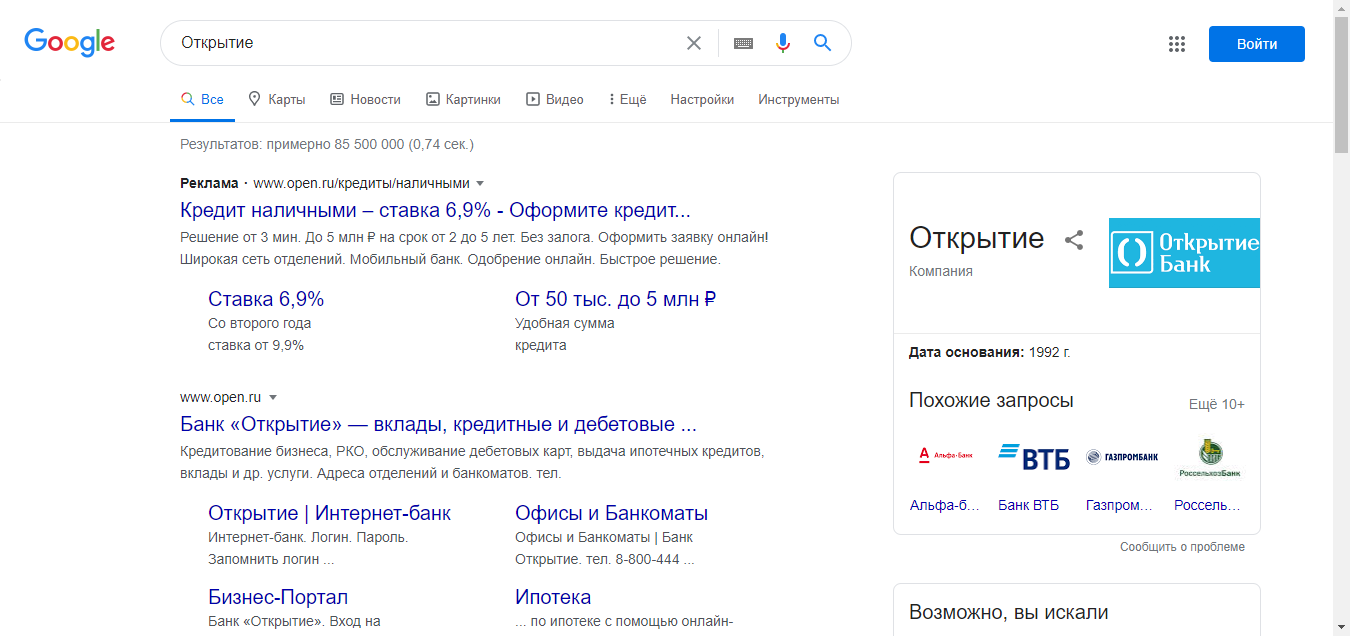 Google
Открытие
Войти
Все
Карты
Новости
Картинки
Видео
Ещё
Настройки
Инструменты
Результатов: примерно 85 500 000 (0,74 сек.)
Реклама · www.open.ru/кредиты/наличными
Кредит наличными – ставка 6,9% - Оформите кредит...
Решение от 3 мин. До 5 млн ₽ на срок от 2 до 5 лет. Без залога. Оформить заявку онлайн!
Широкая сеть отделений. Мобильный банк. Одобрение онлайн. Быстрое решение.
Ставка 6,9%
Со второго года
ставка от 9,9%
От 50 тыс. до 5 млн ₽
Удобная сумма
кредита
www.open.ru
Банк «Открытие» — вклады, кредитные и дебетовые ...
Кредитование бизнеса, РКО, обслуживание дебетовых карт, выдача ипотечных кредитов,
вклады и др. услуги. Адреса отделений и банкоматов. тел.
Открытие | Интернет-банк
Интернет-банк. Логин. Пароль.
Запомнить логин ...
Офисы и Банкоматы
Офисы и Банкоматы | Банк
Открытие. тел. 8-800-444 ...
Бизнес-Портал
Банк «Открытие». Вход на
Ипотека
... по ипотеке с помощью онлайн-
Открытие
Компания
Открытие
Банк
Дата основания: 1992 г.
Похожие запросы
Ещё 10+
Альфа·Банк
ВТБ
ГАЗПРОМБАНК
РоссельхозБанк
Альфа-б...
Банк ВТБ
Газпром...
Россель...
Сообщить о проблеме
Возможно, вы искали